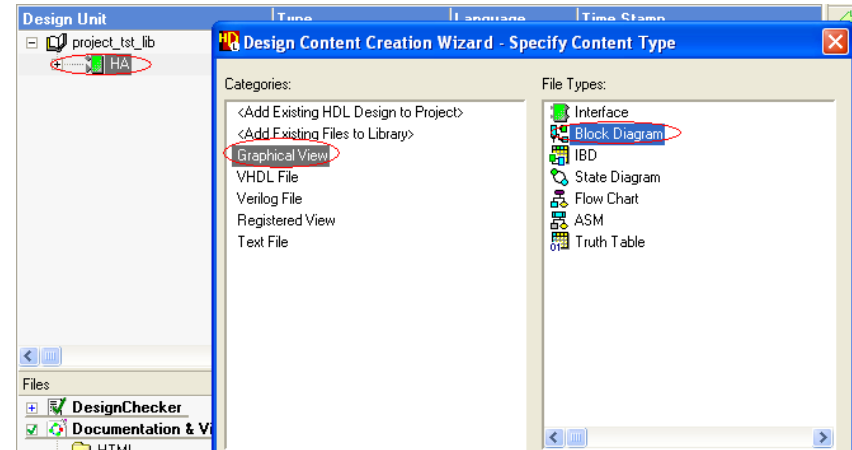 Design Unit Type Language Time Stamp
project_tst_lib
HA
Design Content Creation Wizard - Specify Content Type
Categories:
<Add Existing HDL Design to Project>
<Add Existing Files to Library>
Graphical View
VHDL File
Verilog File
Registered View
Text File
File Types:
Interface
Block Diagram
IBD
State Diagram
Flow Chart
ASM
Truth Table
Files
DesignChecker
Documentation & Vi
HTML